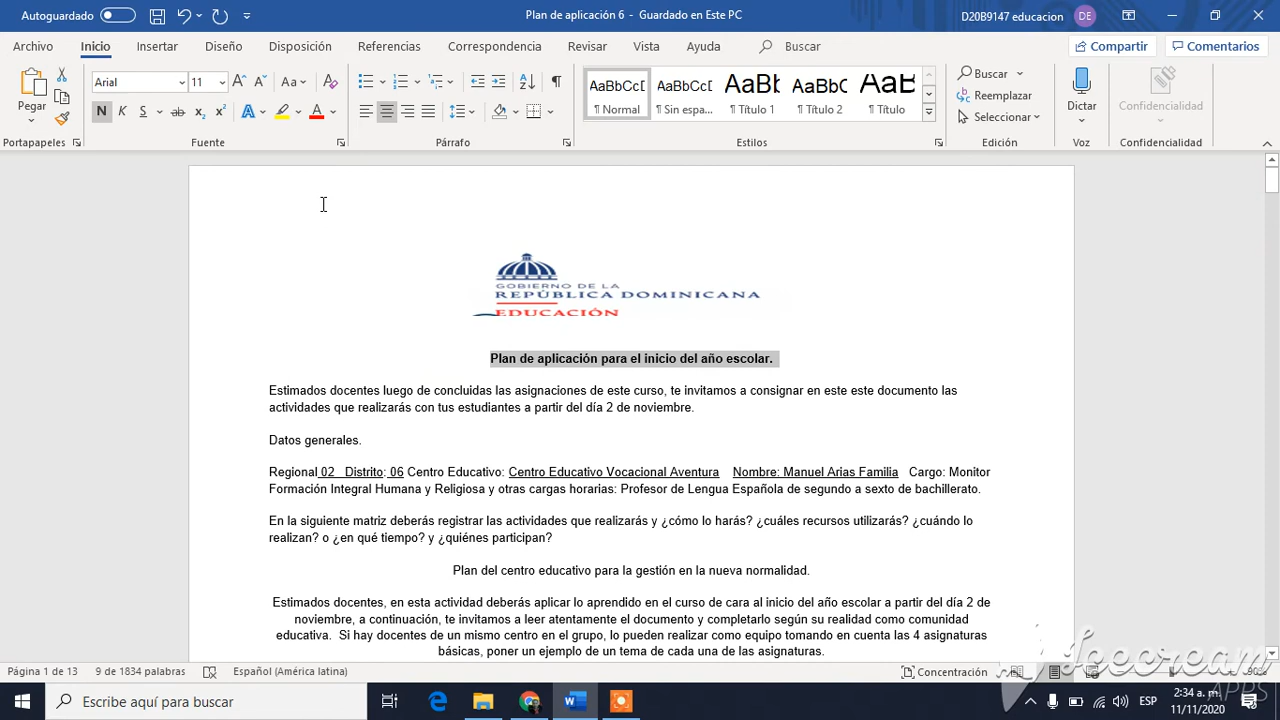 Autoguardado
Plan de aplicación 6 - Guardado en Este PC
D20B9147 educacion
DE
Archivo Inicio Insertar Diseño Disposición Referencias Correspondencia Revisar Vista Ayuda Buscar
Compartir Comentarios
Pegar
Arial 11
Aa
N K S ab x₂ x² A A
AaBbCcD AaBbCcD AaBb AaBbC AaBb
¶ Normal ¶ Sin espa... ¶ Título 1 ¶ Título 2 ¶ Título
Buscar
Reemplazar
Seleccionar
Dictar
Confidencialidad
Portapapeles Fuente Párrafo Estilos Edición Voz Confidencialidad
GOBIERNO DE LA
REPÚBLICA DOMINICANA
EDUCACIÓN
Plan de aplicación para el inicio del año escolar.
Estimados docentes luego de concluidas las asignaciones de este curso, te invitamos a consignar en este este documento las
actividades que realizarás con tus estudiantes a partir del día 2 de noviembre.
Datos generales.
Regional 02 Distrito: 06 Centro Educativo: Centro Educativo Vocacional Aventura Nombre: Manuel Arias Familia Cargo: Monitor
Formación Integral Humana y Religiosa y otras cargas horarias: Profesor de Lengua Española de segundo a sexto de bachillerato.
En la siguiente matriz deberás registrar las actividades que realizarás y ¿cómo lo harás? ¿cuáles recursos utilizarás? ¿cuándo lo
realizan? o ¿en qué tiempo? y ¿quiénes participan?
Plan del centro educativo para la gestión en la nueva normalidad.
Estimados docentes, en esta actividad deberás aplicar lo aprendido en el curso de cara al inicio del año escolar a partir del día 2 de
noviembre, a continuación, te invitamos a leer atentamente el documento y completarlo según su realidad como comunidad
educativa. Si hay docentes de un mismo centro en el grupo, lo pueden realizar como equipo tomando en cuenta las 4 asignaturas
básicas, poner un ejemplo de un tema de cada una de las asignaturas.
Icecream
APPS
Página 1 de 13 9 de 1834 palabras Español (América latina) Concentración 90%
Escribe aquí para buscar
ESP
2:34 a. m.
11/11/2020